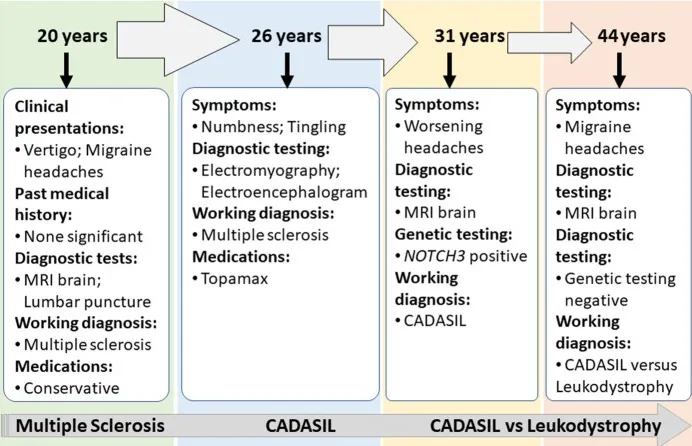 20 years
26 years
31 years
44 years
Clinical
presentations:
• Vertigo; Migraine
headaches
Past medical
history:
• None significant
Diagnostic tests:
• MRI brain;
Lumbar puncture
Working diagnosis:
• Multiple sclerosis
Medications:
• Conservative
Symptoms:
• Numbness; Tingling
Diagnostic testing:
• Electromyography;
Electroencephalogram
Working diagnosis:
• Multiple sclerosis
Medications:
• Topamax
Symptoms:
• Worsening
headaches
Diagnostic
testing:
• MRI brain
Genetic testing:
• NOTCH3 positive
Working
diagnosis:
• CADASIL
Symptoms:
• Migraine
headaches
Diagnostic
testing:
• MRI brain
Diagnostic
testing:
• Genetic testing
negative
Working
diagnosis:
• CADASIL versus
Leukodystrophy
Multiple Sclerosis
CADASIL
CADASIL vs Leukodystrophy